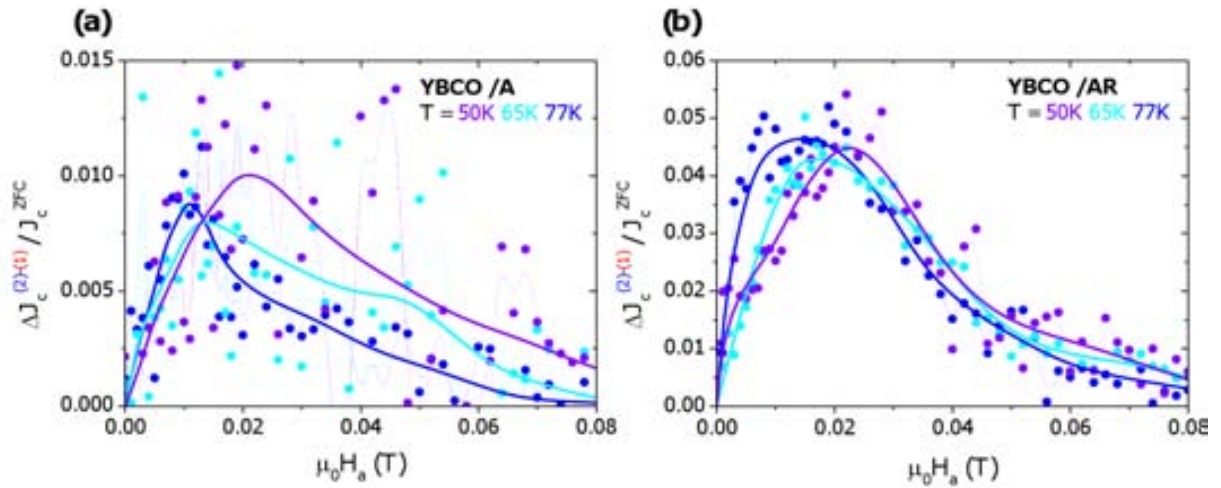 (a)
YBCO /A
T = 50K 65K 77K
0.015
0.010
0.005
0.000
ΔJc(2)-(1) / JcZFC
0.00 0.02 0.04 0.06 0.08
μ0Ha (T)
(b)
YBCO /AR
T = 50K 65K 77K
0.06
0.05
0.04
0.03
0.02
0.01
0.00
ΔJc(2)-(1) / JcZFC
0.00 0.02 0.04 0.06 0.08
μ0Ha (T)